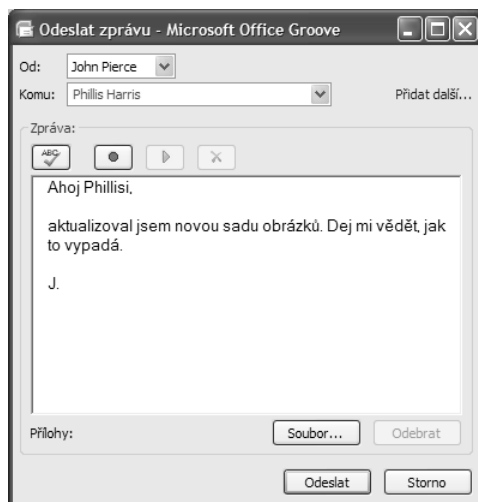 Odeslat zprávu - Microsoft Office Groove
Od: John Pierce
Komu: Phillis Harris Přidat další...
Zpráva:
ABC
Ahoj Phillisi,
aktualizoval jsem novou sadu obrázků. Dej mi vědět, jak
to vypadá.
J.
Přílohy: Soubor... Odebrat
Odeslat Storno